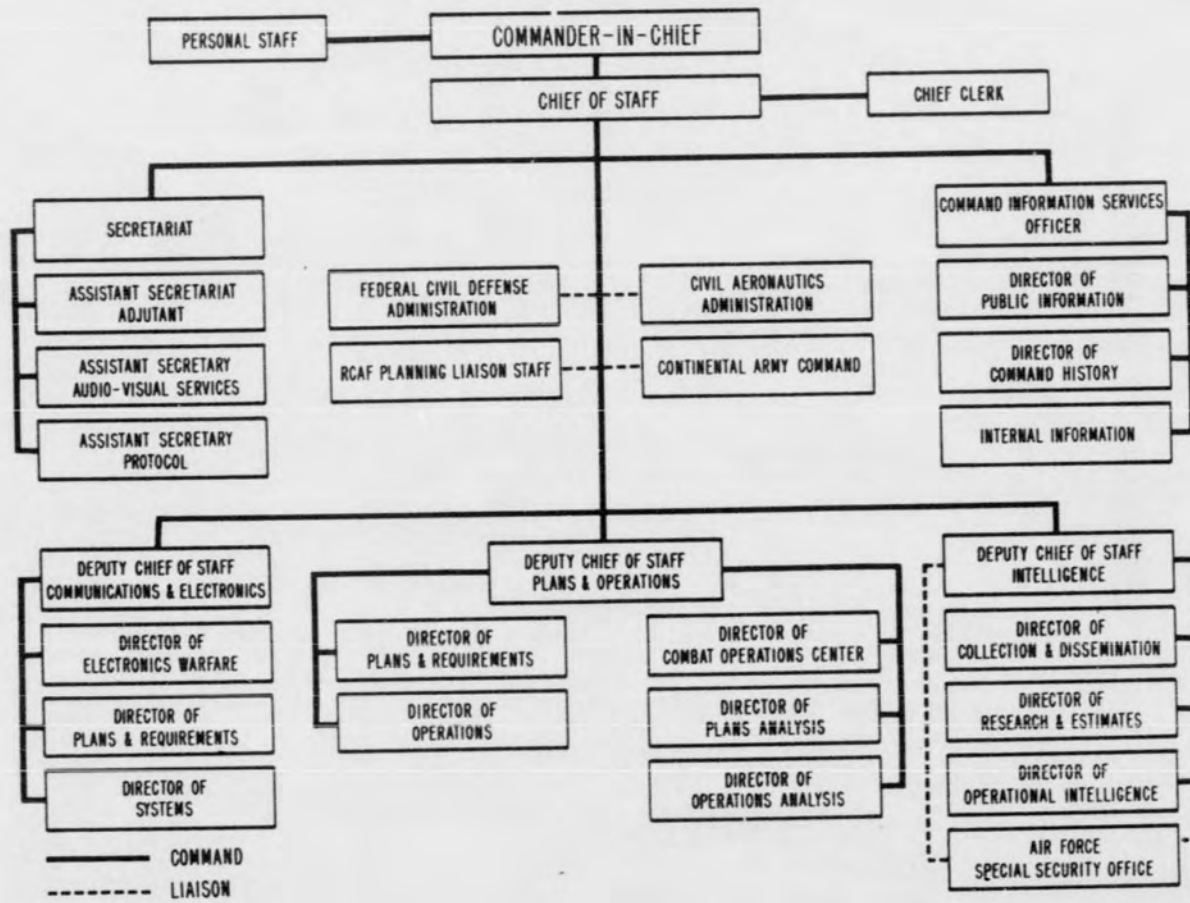 PERSONAL STAFF
COMMANDER-IN-CHIEF
CHIEF OF STAFF
CHIEF CLERK
SECRETARIAT
ASSISTANT SECRETARIAT
ADJUTANT
ASSISTANT SECRETARY
AUDIO-VISUAL SERVICES
ASSISTANT SECRETARY
PROTOCOL
FEDERAL CIVIL DEFENSE
ADMINISTRATION
CIVIL AERONAUTICS
ADMINISTRATION
RCAF PLANNING LIAISON STAFF
CONTINENTAL ARMY COMMAND
COMMAND INFORMATION SERVICES
OFFICER
DIRECTOR OF
PUBLIC INFORMATION
DIRECTOR OF
COMMAND HISTORY
INTERNAL INFORMATION
DEPUTY CHIEF OF STAFF
COMMUNICATIONS & ELECTRONICS
DIRECTOR OF
ELECTRONICS WARFARE
DIRECTOR OF
PLANS & REQUIREMENTS
DIRECTOR OF
SYSTEMS
DEPUTY CHIEF OF STAFF
PLANS & OPERATIONS
DIRECTOR OF
PLANS & REQUIREMENTS
DIRECTOR OF
OPERATIONS
DIRECTOR OF
COMBAT OPERATIONS CENTER
DIRECTOR OF
PLANS ANALYSIS
DIRECTOR OF
OPERATIONS ANALYSIS
DEPUTY CHIEF OF STAFF
INTELLIGENCE
DIRECTOR OF
COLLECTION & DISSEMINATION
DIRECTOR OF
RESEARCH & ESTIMATES
DIRECTOR OF
OPERATIONAL INTELLIGENCE
AIR FORCE
SPECIAL SECURITY OFFICE
COMMAND
LIAISON